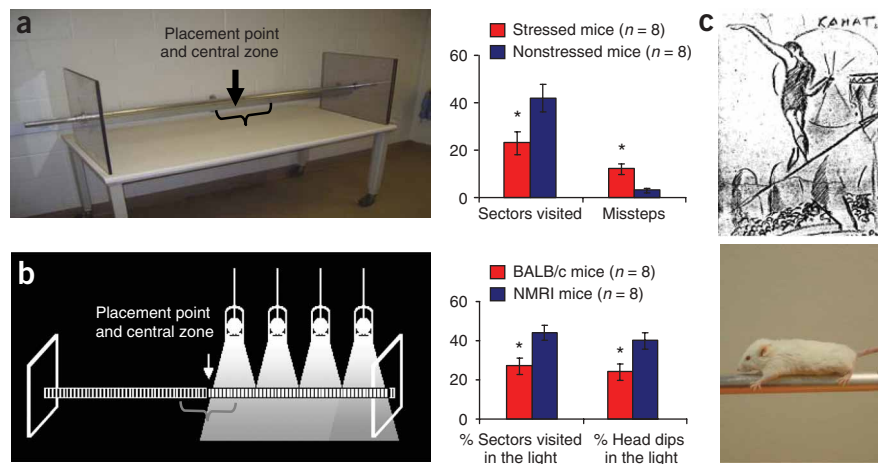 a
Placement point
and central zone
Stressed mice (n = 8)
Nonstressed mice (n = 8)
60
40
20
0
*
*
Sectors visited
Missteps
c
КАНАТ
b
Placement point
and central zone
BALB/c mice (n = 8)
NMRI mice (n = 8)
60
40
20
0
*
*
% Sectors visited
in the light
% Head dips
in the light